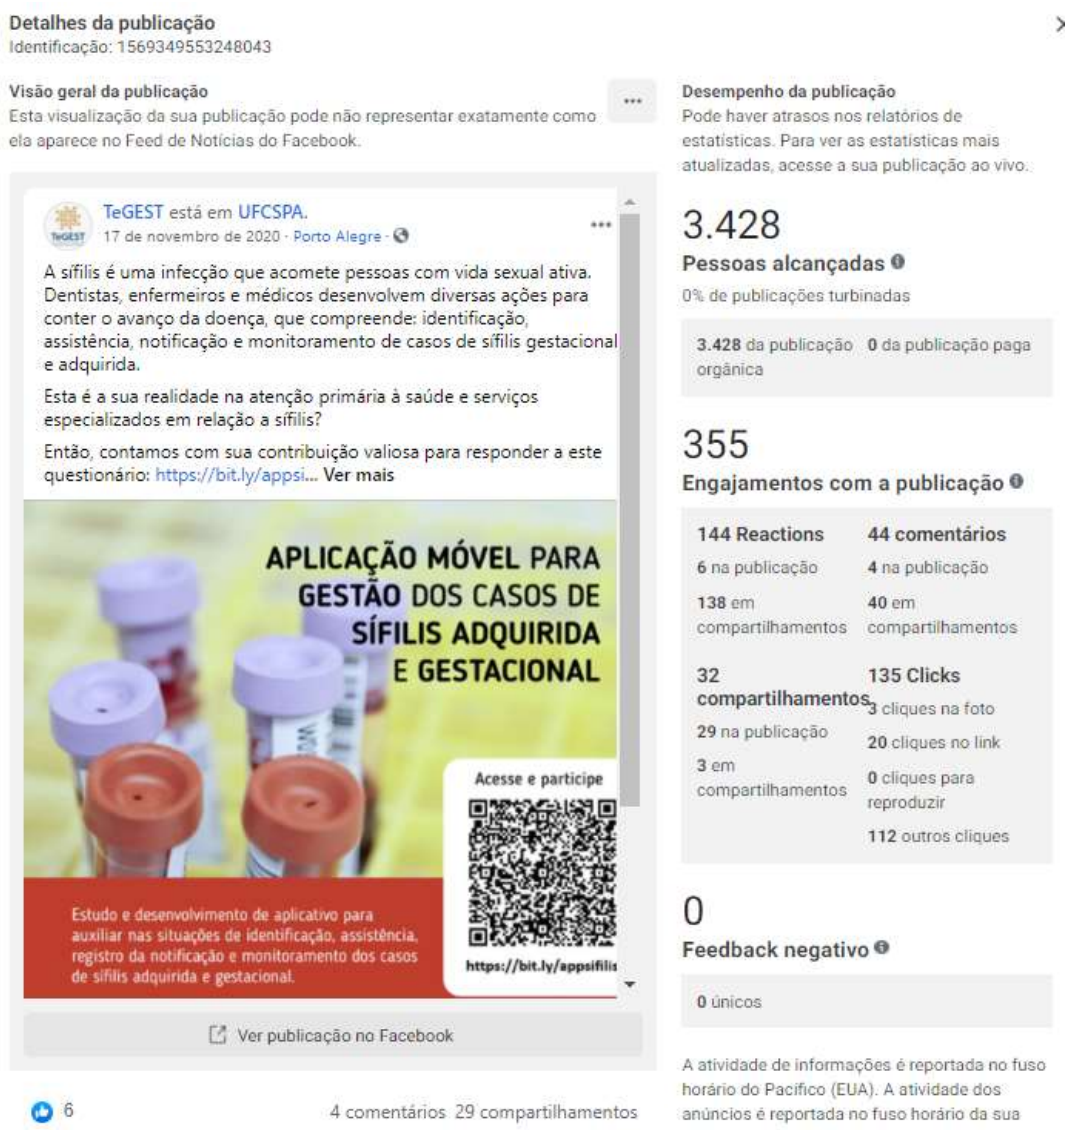 Detalhes da publicação
Identificação: 1569349553248043
Visão geral da publicação
Esta visualização da sua publicação pode não representar exatamente como
ela aparece no Feed de Notícias do Facebook.
TeGEST está em UFCSPA.
17 de novembro de 2020 · Porto Alegre ·
TeGEST
A sífilis é uma infecção que acomete pessoas com vida sexual ativa.
Dentistas, enfermeiros e médicos desenvolvem diversas ações para
conter o avanço da doença, que compreende: identificação,
assistência, notificação e monitoramento de casos de sífilis gestacional
e adquirida.
Esta é a sua realidade na atenção primária à saúde e serviços
especializados em relação a sífilis?
Então, contamos com sua contribuição valiosa para responder a este
questionário: https://bit.ly/appsi... Ver mais
APLICAÇÃO MÓVEL PARA
GESTÃO DOS CASOS DE
SÍFILIS ADQUIRIDA
E GESTACIONAL
Acesse e participe
https://bit.ly/appsifilis
Estudo e desenvolvimento de aplicativo para
auxiliar nas situações de identificação, assistência,
registro da notificação e monitoramento dos casos
de sífilis adquirida e gestacional.
Ver publicação no Facebook
6
4 comentários 29 compartilhamentos
Desempenho da publicação
Pode haver atrasos nos relatórios de
estatísticas. Para ver as estatísticas mais
atualizadas, acesse a sua publicação ao vivo.
3.428
Pessoas alcançadas
0% de publicações turbinadas
3.428 da publicação
orgânica
0 da publicação paga
355
Engajamentos com a publicação
144 Reactions
6 na publicação
138 em
compartilhamentos
44 comentários
4 na publicação
40 em
compartilhamentos
32
compartilhamentos
29 na publicação
3 em
compartilhamentos
135 Clicks
3 cliques na foto
20 cliques no link
0 cliques para
reproduzir
112 outros cliques
0
Feedback negativo
0 únicos
A atividade de informações é reportada no fuso
horário do Pacífico (EUA). A atividade dos
anúncios é reportada no fuso horário da sua